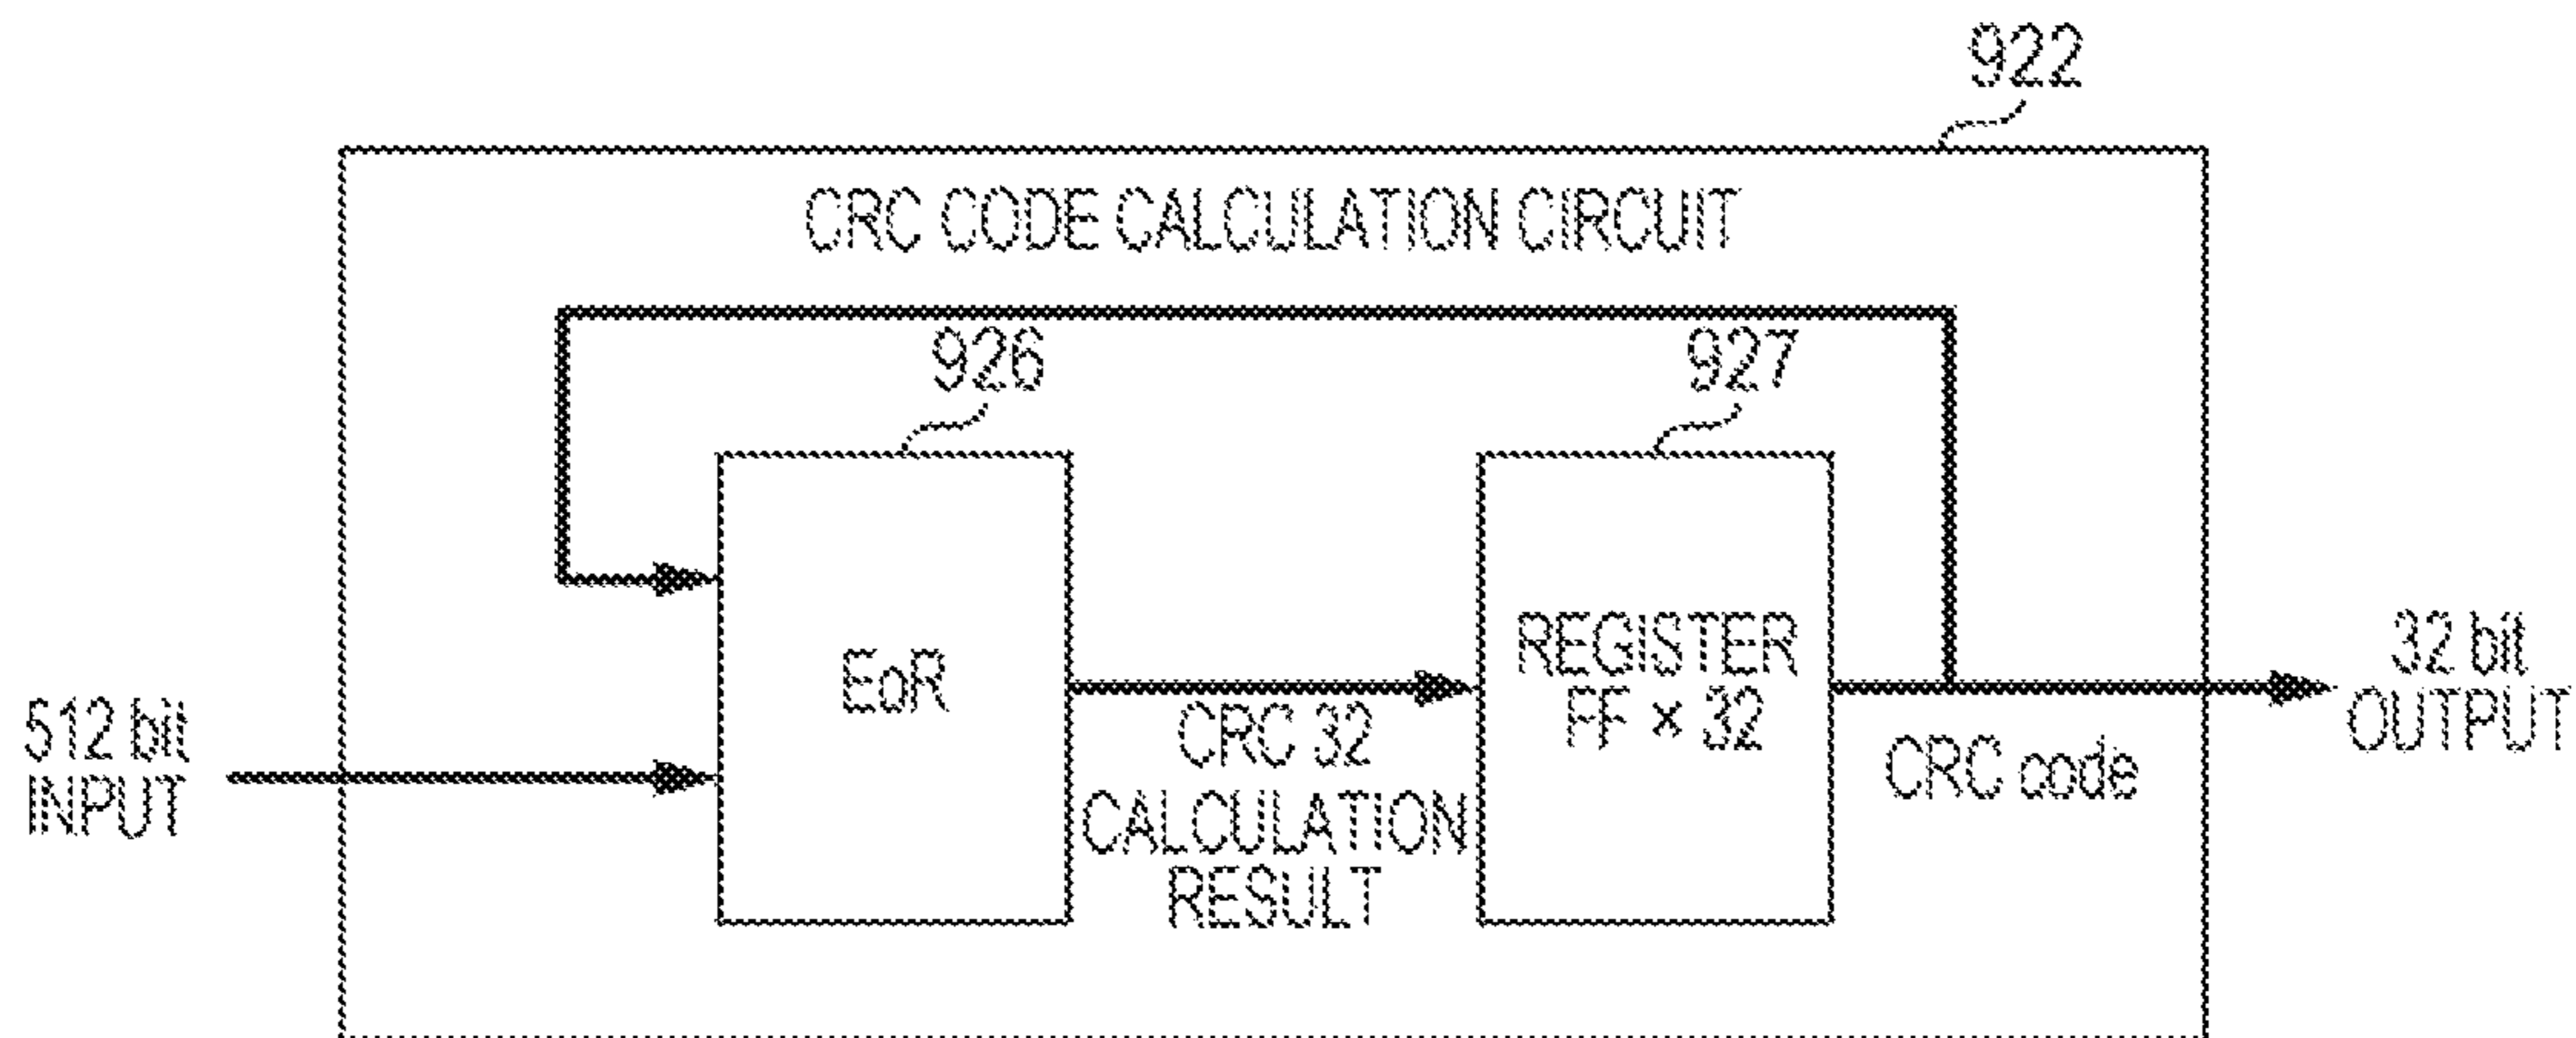 922
CRC CODE CALCULATION CIRCUIT
926
927
EoR
REGISTER
FF × 32
512 bit
INPUT
CRC 32
CALCULATION
RESULT
CRC code
32 bit
OUTPUT